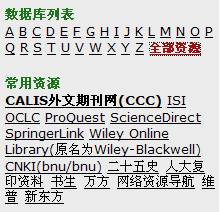 数据库列表
A B C D E F G H I J K L M N O P
Q R S T U V W X Y Z 全部资源
常用资源
CALIS外文期刊网(CCC) ISI
OCLC ProQuest ScienceDirect
SpringerLink Wiley Online
Library(原名为Wiley-Blackwell)
CNKI(bnu/bnu) 二十五史 人大复
印资料 书生 万方 网络资源导航 维
普 新东方